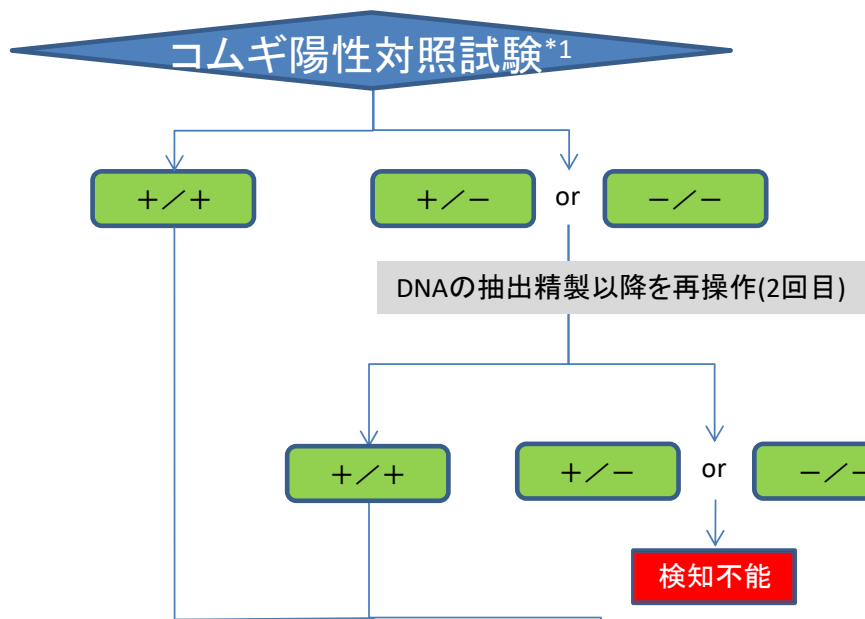 コムギ陽性対照試験*1
+/+
+/− or −/−
DNAの抽出精製以降を再操作(2回目)
+/+
+/− or −/−
検知不能